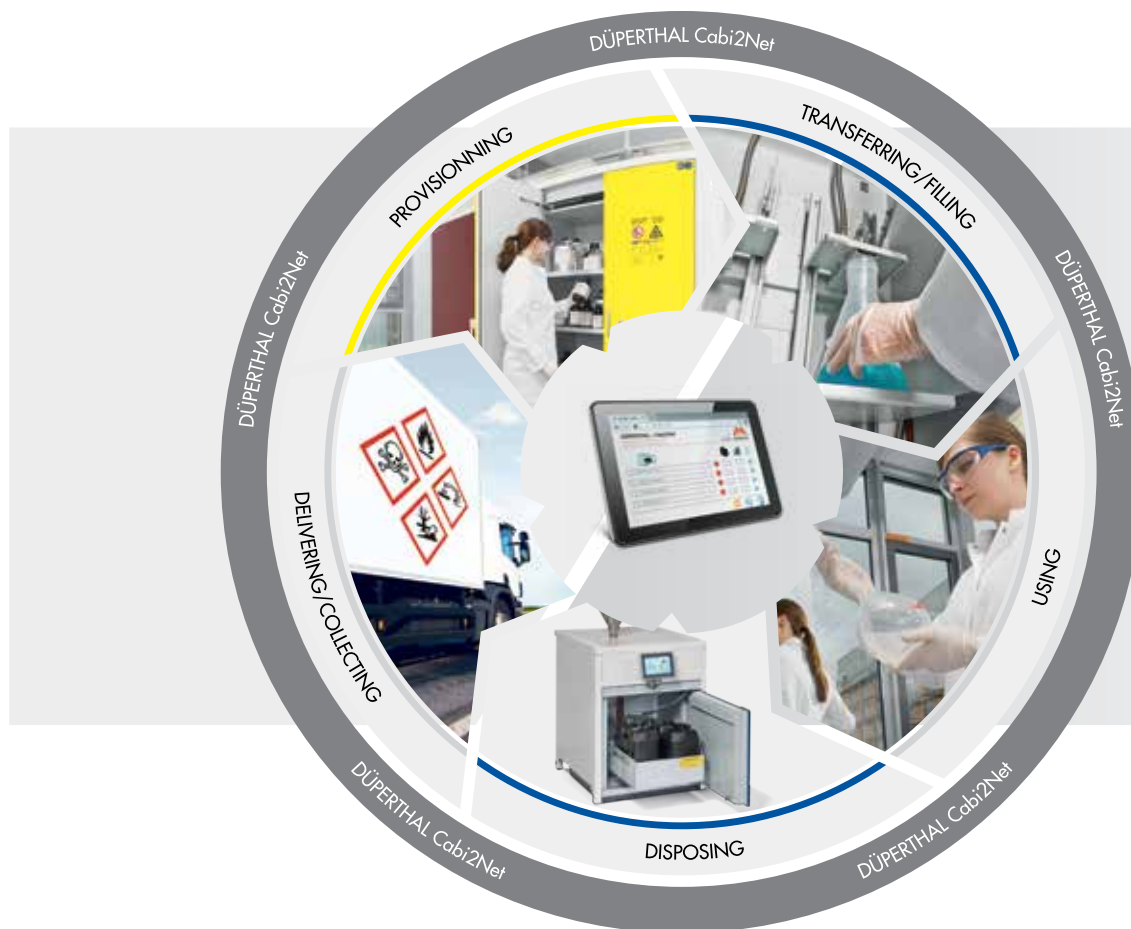 DÜPERTHAL Cabi2Net
PROVISIONNING
TRANSFERRING/FILLING
DÜPERTHAL Cabi2Net
DÜPERTHAL Cabi2Net
DELIVERING/COLLECTING
USING
DISPOSING
DÜPERTHAL Cabi2Net
DÜPERTHAL Cabi2Net